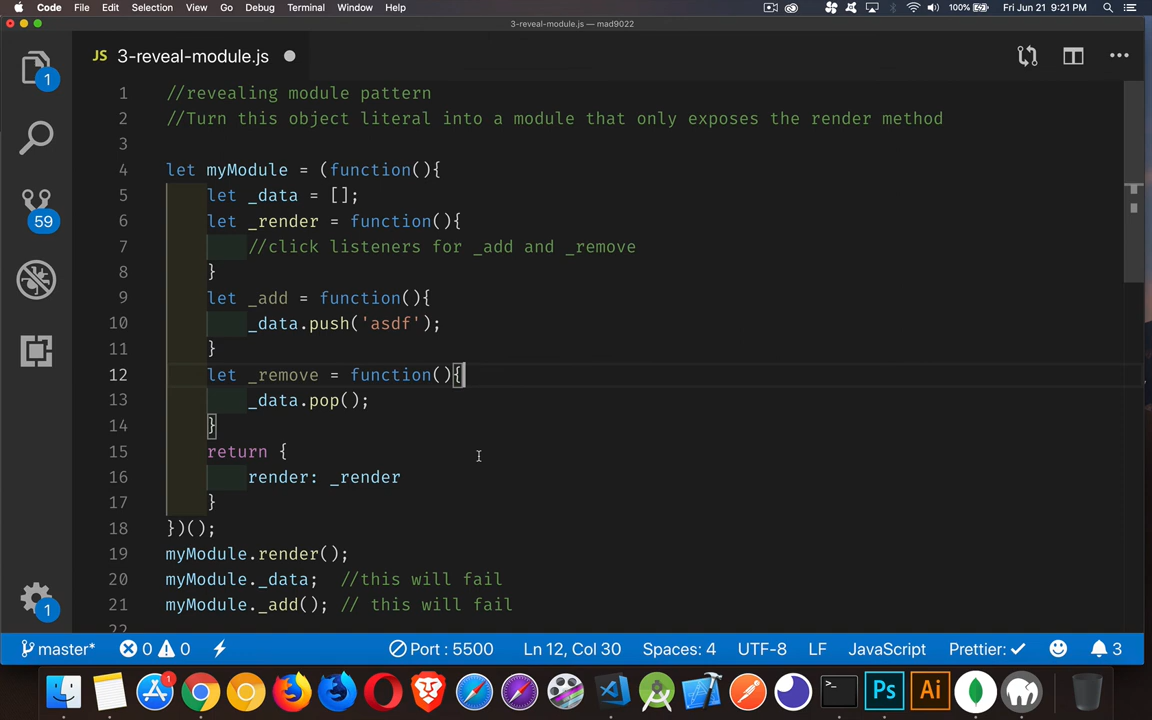 Code File Edit Selection View Go Debug Terminal Window Help 100% Fri Jun 21 9:21 PM
3-reveal-module.js — mad9022
JS 3-reveal-module.js
1 //revealing module pattern
2 //Turn this object literal into a module that only exposes the render method
3
4 let myModule = (function(){
5 let _data = [];
6 let _render = function(){
7 //click listeners for _add and _remove
8 }
9 let _add = function(){
10 _data.push('asdf');
11 }
12 let _remove = function(){
13 _data.pop();
14 }
15 return {
16 render: _render
17 }
18 })();
19 myModule.render();
20 myModule._data; //this will fail
21 myModule._add(); // this will fail
22
1
59
1
master* 0 0 Port : 5500 Ln 12, Col 30 Spaces: 4 UTF-8 LF JavaScript Prettier: ✓ 3
1
>_
Ps
Ai